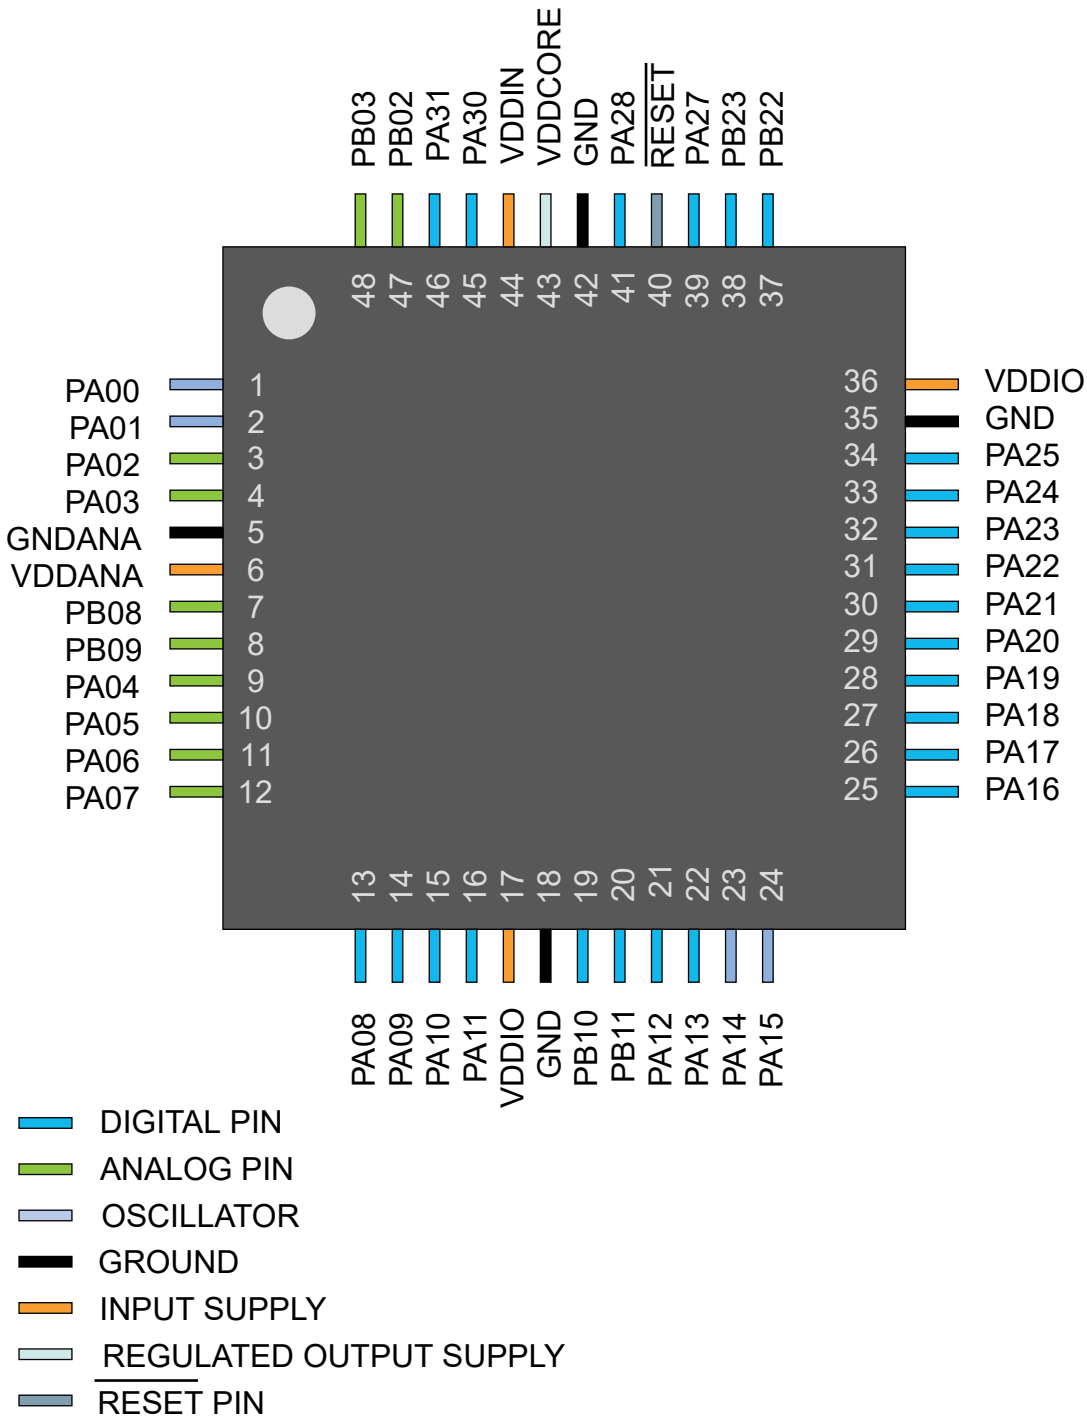 PB03
PB02
PA31
PA30
VDDIN
VDDCORE
GND
PA28
RESET
PA27
PB23
PB22
48
47
46
45
44
43
42
41
40
39
38
37
PA00 1
PA01 2
PA02 3
PA03 4
GNDANA 5
VDDANA 6
PB08 7
PB09 8
PA04 9
PA05 10
PA06 11
PA07 12
36 VDDIO
35 GND
34 PA25
33 PA24
32 PA23
31 PA22
30 PA21
29 PA20
28 PA19
27 PA18
26 PA17
25 PA16
13
14
15
16
17
18
19
20
21
22
23
24
PA08
PA09
PA10
PA11
VDDIO
GND
PB10
PB11
PA12
PA13
PA14
PA15
DIGITAL PIN
ANALOG PIN
OSCILLATOR
GROUND
INPUT SUPPLY
REGULATED OUTPUT SUPPLY
RESET PIN